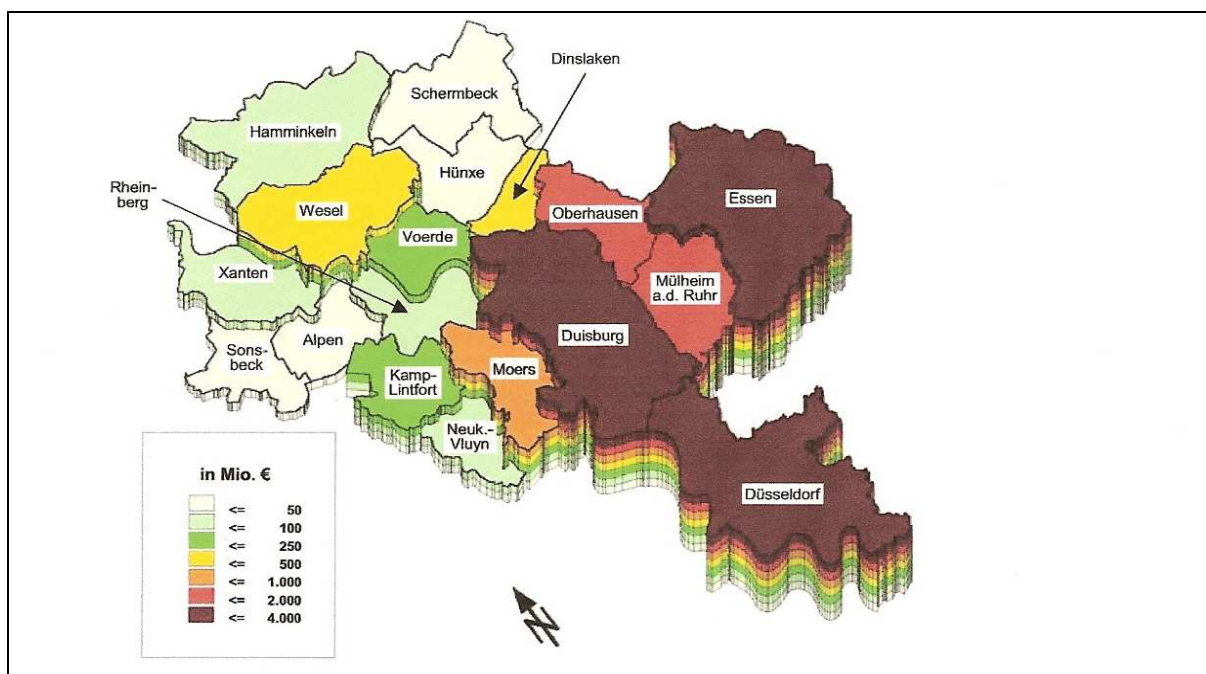 Dinslaken
Schermbeck
Hamminkeln
Hünxe
Rhein-
berg
Wesel
Oberhausen
Essen
Voerde
Xanten
Mülheim
a.d. Ruhr
Alpen
Duisburg
Sons-
beck
Moers
Kamp-
Lintfort
Neuk.-
Vluyn
Düsseldorf
in Mio. €
<= 50
<= 100
<= 250
<= 500
<= 1.000
<= 2.000
<= 4.000
N